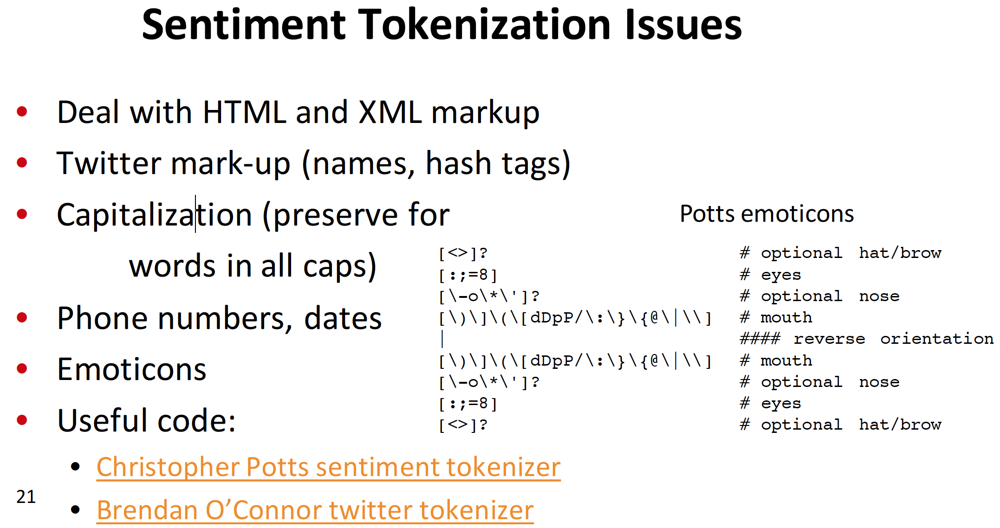 Sentiment Tokenization Issues
• Deal with HTML and XML markup
• Twitter mark-up (names, hash tags)
• Capitalization (preserve for
words in all caps)
• Phone numbers, dates
• Emoticons
• Useful code:
• Christopher Potts sentiment tokenizer
• Brendan O’Connor twitter tokenizer
Potts emoticons
[<>]? # optional hat/brow
[:;=8] # eyes
[\-o\*\']? # optional nose
[\)\]\(\[dDpP/\:\}\{@\|\\] # mouth
| #### reverse orientation
[\)\]\(\[dDpP/\:\}\{@\|\\] # mouth
[\-o\*\']? # optional nose
[:;=8] # eyes
[<>]? # optional hat/brow
21